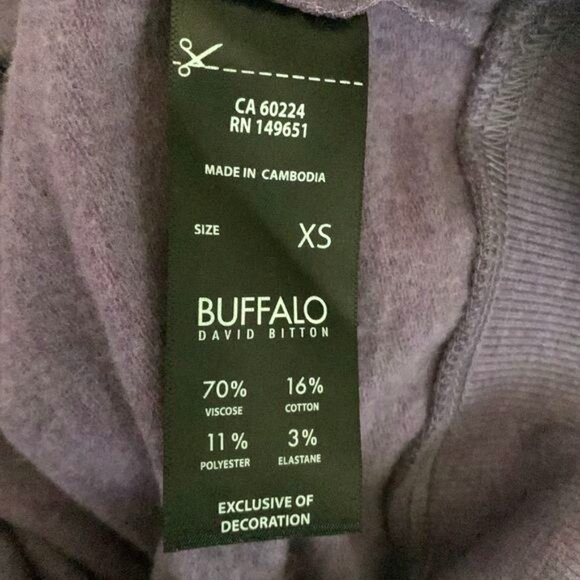 CA 60224
RN 149651
MADE IN CAMBODIA
SIZE XS
BUFFALO
DAVID BITTON
70% 16%
VISCOSE COTTON
11% 3%
POLYESTER ELASTANE
EXCLUSIVE OF
DECORATION